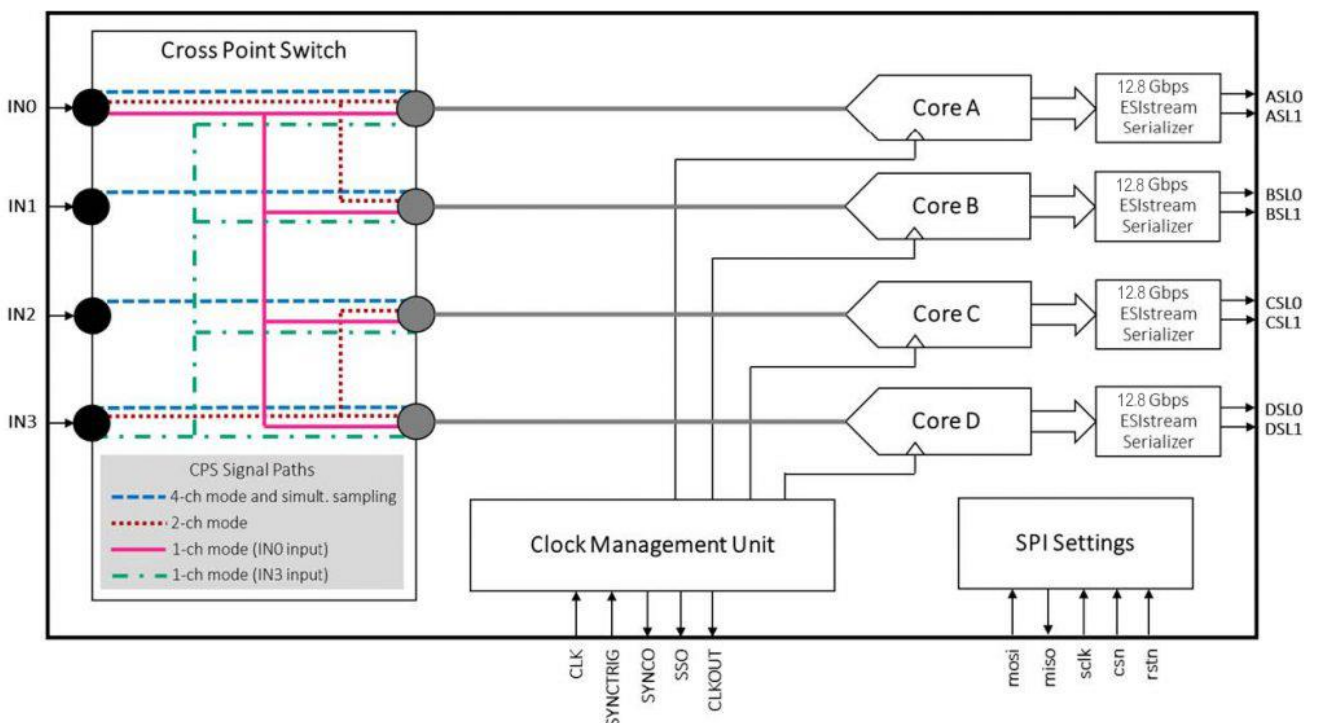 Cross Point Switch
IN0
IN1
IN2
IN3
CPS Signal Paths
4-ch mode and simult. sampling
2-ch mode
1-ch mode (IN0 input)
1-ch mode (IN3 input)
Core A
12.8 Gbps
ESIstream
Serializer
ASL0
ASL1
Core B
12.8 Gbps
ESIstream
Serializer
BSL0
BSL1
Core C
12.8 Gbps
ESIstream
Serializer
CSL0
CSL1
Core D
12.8 Gbps
ESIstream
Serializer
DSL0
DSL1
Clock Management Unit
SPI Settings
CLK
SYNCTRIG
SYNCO
SSO
CLKOUT
mosi
miso
sclk
csn
rstn